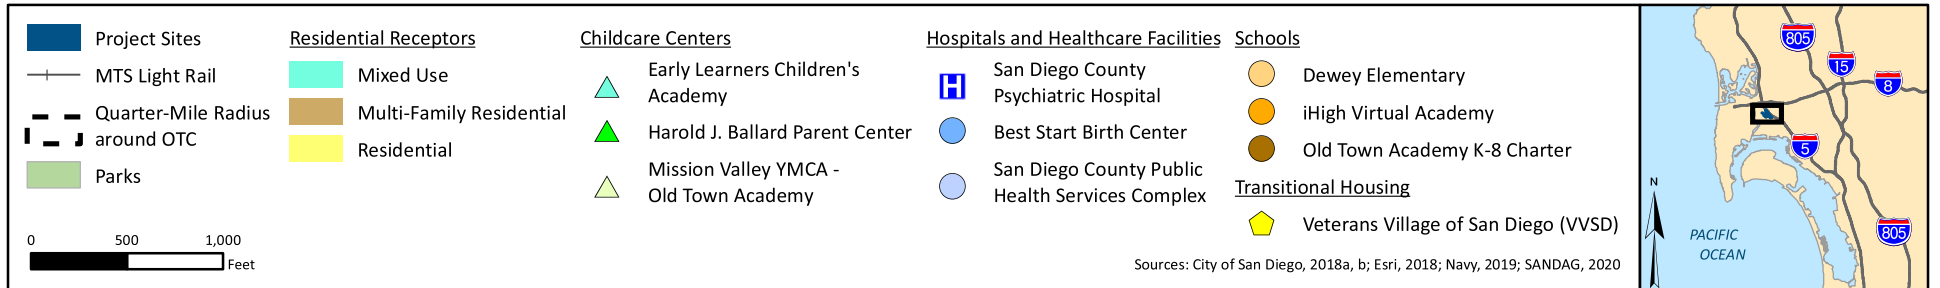 Project Sites
MTS Light Rail
Quarter-Mile Radius
around OTC
Parks
0 500 1,000
Feet
Residential Receptors
Mixed Use
Multi-Family Residential
Residential
Childcare Centers
Early Learners Children's
Academy
Harold J. Ballard Parent Center
Mission Valley YMCA -
Old Town Academy
Hospitals and Healthcare Facilities
H
San Diego County
Psychiatric Hospital
Best Start Birth Center
San Diego County Public
Health Services Complex
Schools
Dewey Elementary
iHigh Virtual Academy
Old Town Academy K-8 Charter
Transitional Housing
Veterans Village of San Diego (VVSD)
Sources: City of San Diego, 2018a, b; Esri, 2018; Navy, 2019; SANDAG, 2020
805
15
8
5
805
N
PACIFIC
OCEAN